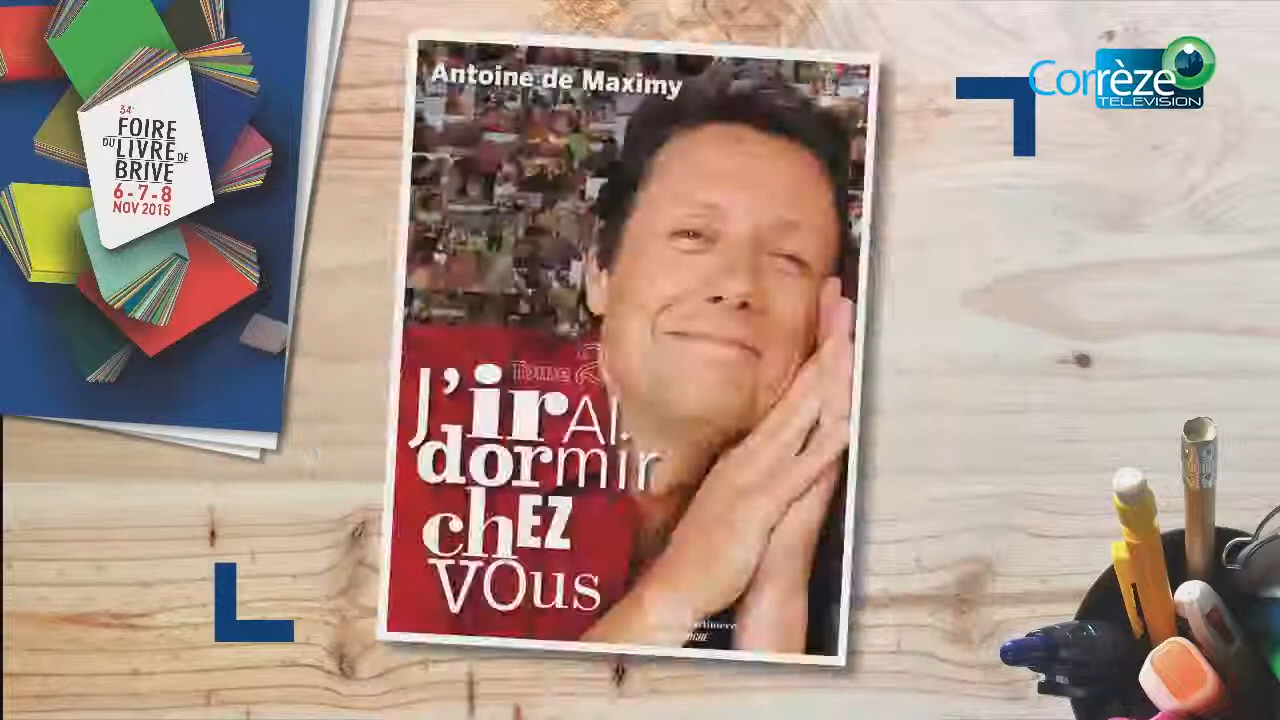 34e
FOIRE
DU LIVRE DE
BRIVE
6-7-8
NOV 2015
Antoine de Maximy
Corrèze
TÉLÉVISION
Tome 2
J'irAI
dormir
chEZ
vous